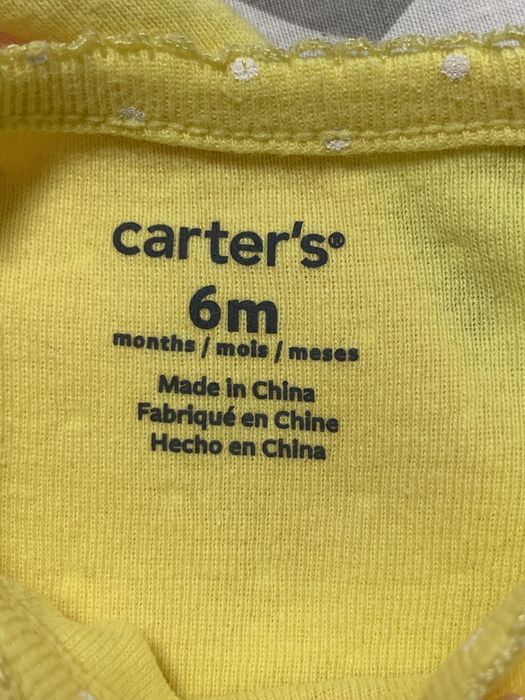 carter's®
6m
months / mois / meses
Made in China
Fabriqué en Chine
Hecho en China